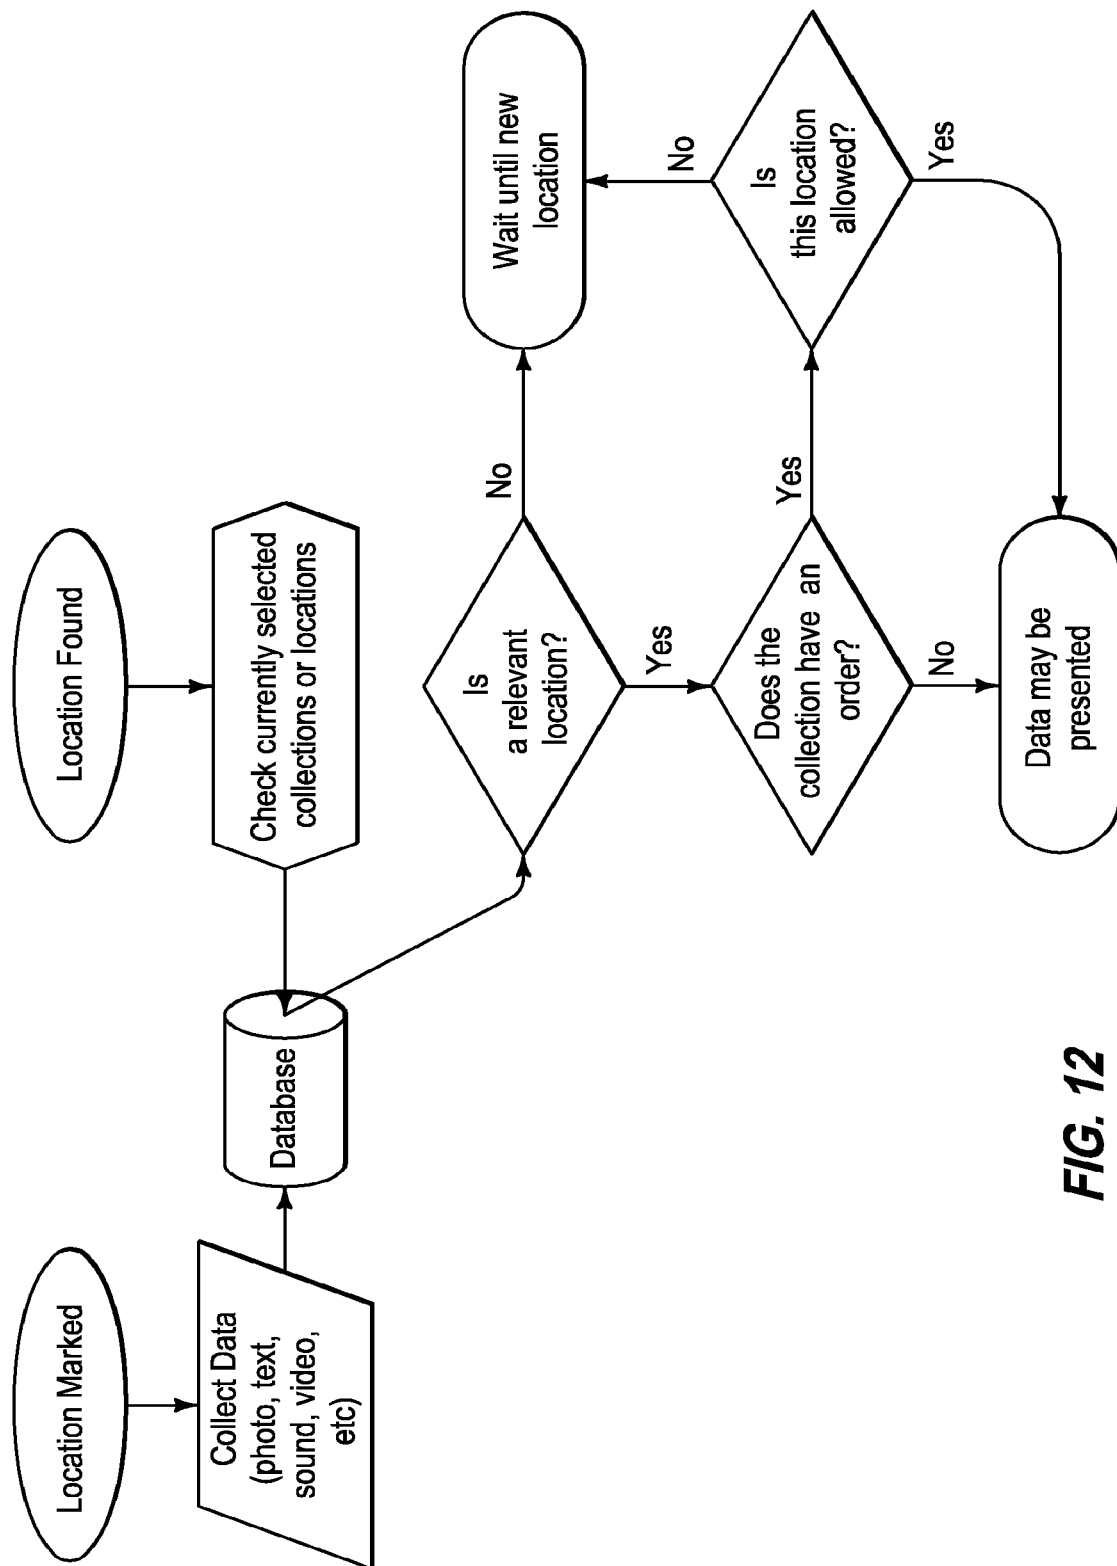 Location Marked
Collect Data
(photo, text,
sound, video,
etc)
Database
Location Found
Check currently selected
collections or locations
Is
a relevant
location?
No
Yes
Wait until new
location
Does the
collection have an
order?
Yes
No
Is
this location
allowed?
No
Yes
Data may be
presented
FIG. 12